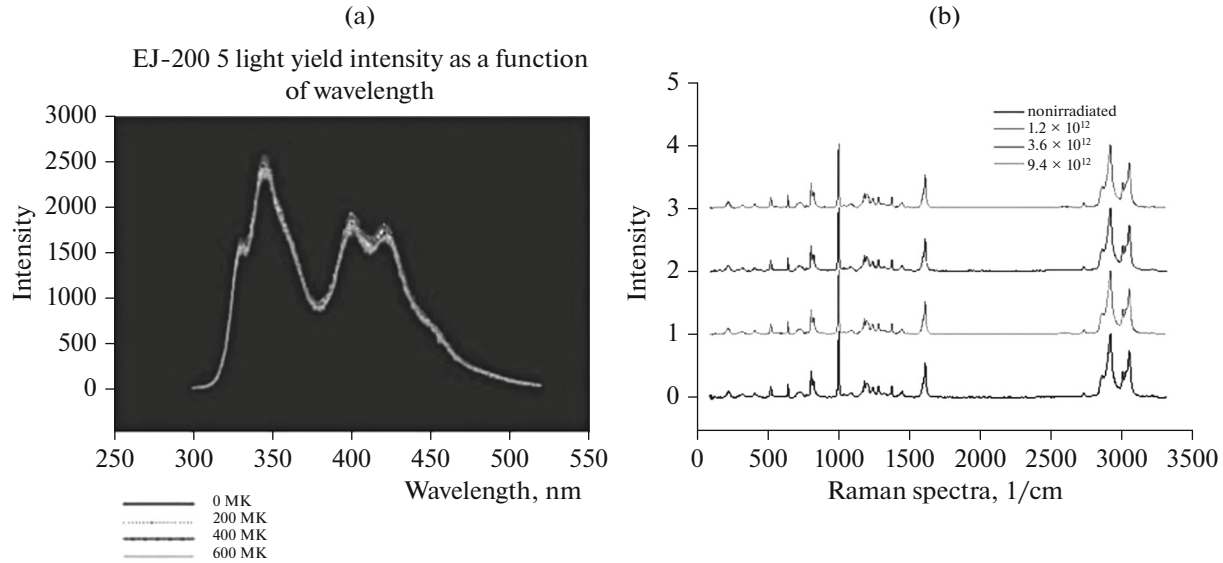 (a)
EJ-200 5 light yield intensity as a function
of wavelength
3000
2500
2000
1500
1000
500
0
Intensity
250 300 350 400 450 500 550
Wavelength, nm
0 MK
200 MK
400 MK
600 MK
(b)
5
4
3
2
1
0
Intensity
nonirradiated
1.2 × 10¹²
3.6 × 10¹²
9.4 × 10¹²
0 500 1000 1500 2000 2500 3000 3500
Raman spectra, 1/cm